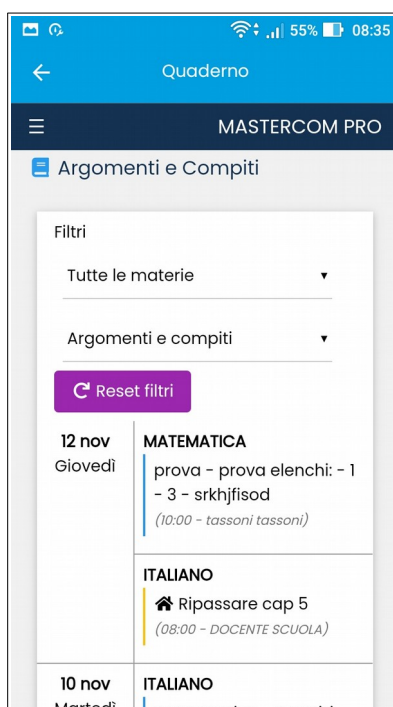 55% 08:35
Quaderno
MASTERCOM PRO
Argomenti e Compiti
Filtri
Tutte le materie
Argomenti e compiti
Reset filtri
12 nov
Giovedì
MATEMATICA
prova - prova elenchi: - 1
- 3 - srkhjfisod
(10:00 - tassoni tassoni)
ITALIANO
Ripassare cap 5
(08:00 - DOCENTE SCUOLA)
10 nov
Martedì
ITALIANO